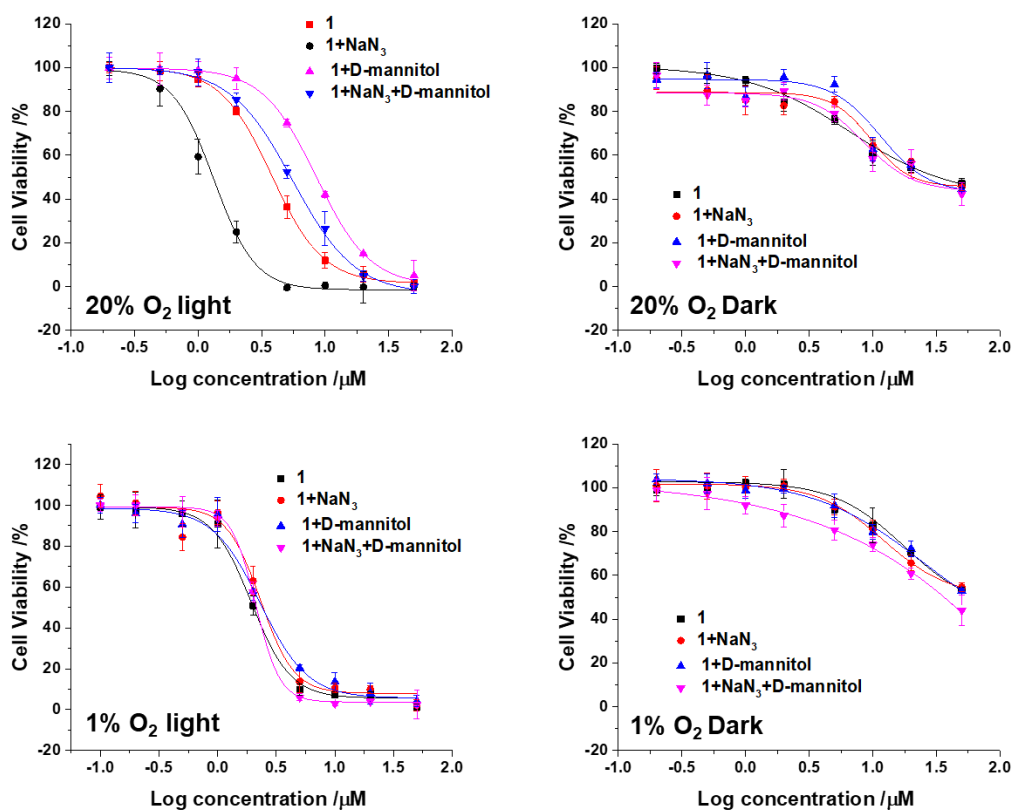 120
100
80
60
40
20
0
-20
Cell Viability /%
1
1+NaN3
1+D-mannitol
1+NaN3+D-mannitol
20% O2 light
-1.0 -0.5 0.0 0.5 1.0 1.5 2.0
Log concentration /μM
120
100
80
60
40
20
0
-20
Cell Viability /%
1
1+NaN3
1+D-mannitol
1+NaN3+D-mannitol
20% O2 Dark
-1.0 -0.5 0.0 0.5 1.0 1.5 2.0
Log concentration /μM
120
100
80
60
40
20
0
-20
Cell Viability /%
1
1+NaN3
1+D-mannitol
1+NaN3+D-mannitol
1% O2 light
-1.0 -0.5 0.0 0.5 1.0 1.5 2.0
Log concentration /μM
120
100
80
60
40
20
0
-20
Cell Viability /%
1
1+NaN3
1+D-mannitol
1+NaN3+D-mannitol
1% O2 Dark
-1.0 -0.5 0.0 0.5 1.0 1.5 2.0
Log concentration /μM